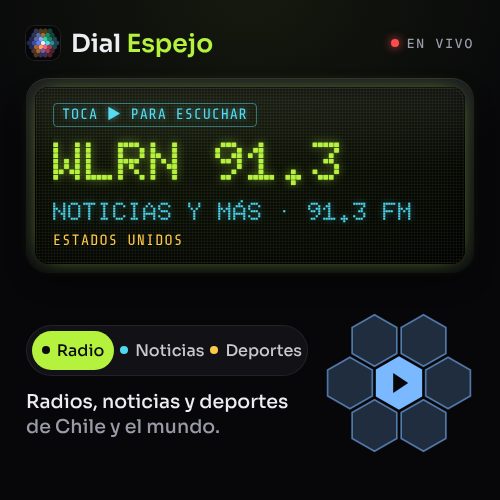 Dial Espejo
EN VIVO
TOCA ▶ PARA ESCUCHAR
WLRN 91.3
NOTICIAS Y MÁS · 91.3 FM
ESTADOS UNIDOS
Radio Noticias Deportes
Radios, noticias y deportes
de Chile y el mundo.